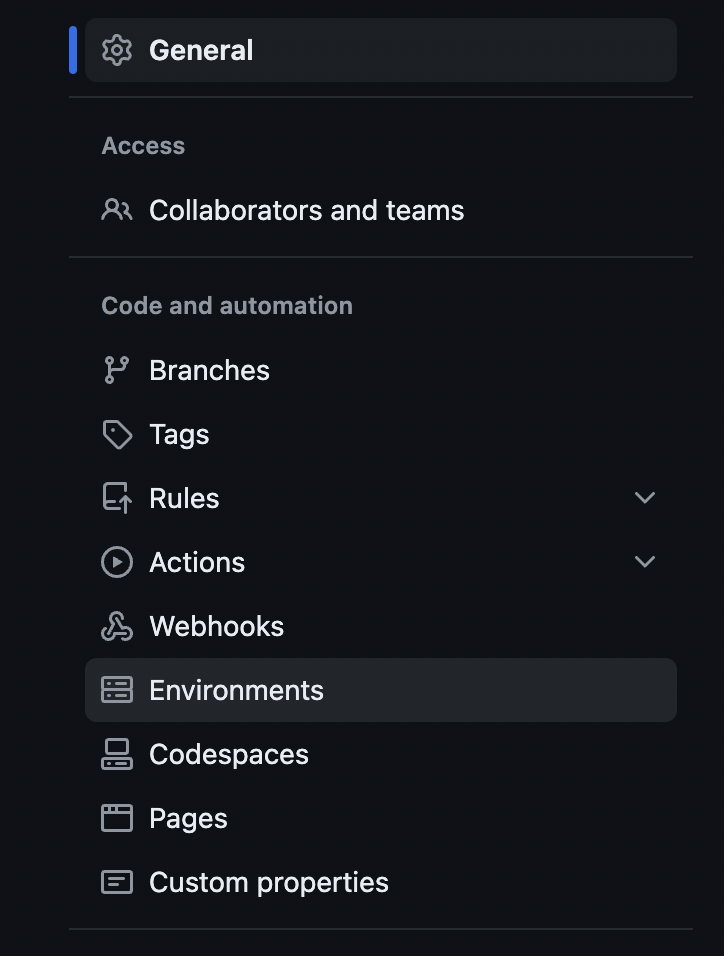 General
Access
Collaborators and teams
Code and automation
Branches
Tags
Rules
Actions
Webhooks
Environments
Codespaces
Pages
Custom properties